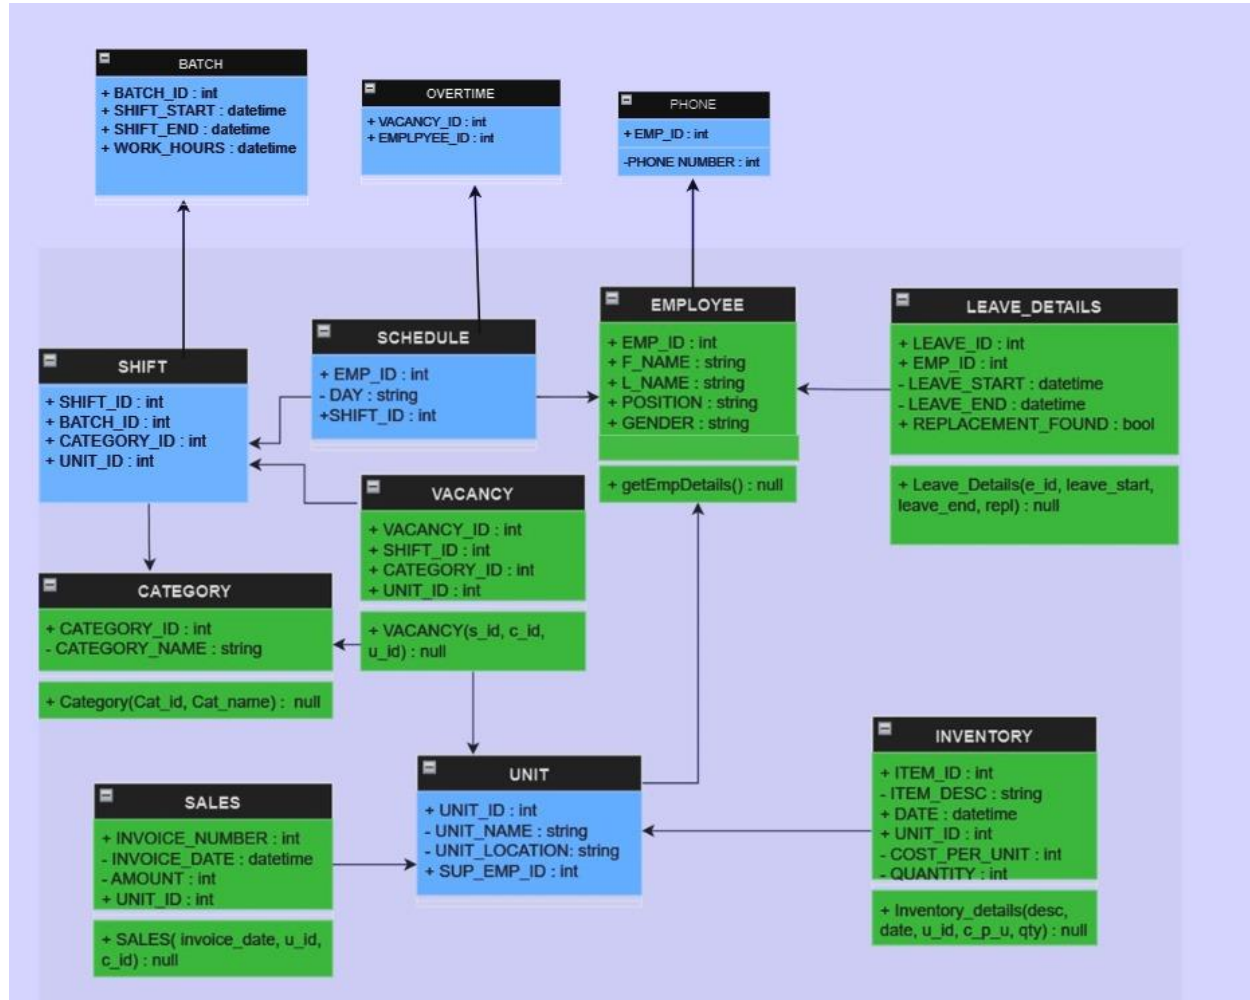 BATCH
+ BATCH_ID : int
+ SHIFT_START : datetime
+ SHIFT_END : datetime
+ WORK_HOURS : datetime
OVERTIME
+ VACANCY_ID : int
+ EMPLPYEE_ID : int
PHONE
+ EMP_ID : int
-PHONE NUMBER : int
SHIFT
+ SHIFT_ID : int
+ BATCH_ID : int
+ CATEGORY_ID : int
+ UNIT_ID : int
SCHEDULE
+ EMP_ID : int
- DAY : string
+SHIFT_ID : int
EMPLOYEE
+ EMP_ID : int
+ F_NAME : string
+ L_NAME : string
+ POSITION : string
+ GENDER : string
+ getEmpDetails() : null
LEAVE_DETAILS
+ LEAVE_ID : int
+ EMP_ID : int
- LEAVE_START : datetime
- LEAVE_END : datetime
+ REPLACEMENT_FOUND : bool
+ Leave_Details(e_id, leave_start,
leave_end, repl) : null
VACANCY
+ VACANCY_ID : int
+ SHIFT_ID : int
+ CATEGORY_ID : int
+ UNIT_ID : int
+ VACANCY(s_id, c_id,
u_id) : null
CATEGORY
+ CATEGORY_ID : int
- CATEGORY_NAME : string
+ Category(Cat_id, Cat_name) : null
SALES
+ INVOICE_NUMBER : int
- INVOICE_DATE : datetime
- AMOUNT : int
+ UNIT_ID : int
+ SALES( invoice_date, u_id,
c_id) : null
UNIT
+ UNIT_ID : int
- UNIT_NAME : string
- UNIT_LOCATION: string
+ SUP_EMP_ID : int
INVENTORY
+ ITEM_ID : int
- ITEM_DESC : string
+ DATE : datetime
+ UNIT_ID : int
- COST_PER_UNIT : int
- QUANTITY : int
+ Inventory_details(desc,
date, u_id, c_p_u, qty) : null